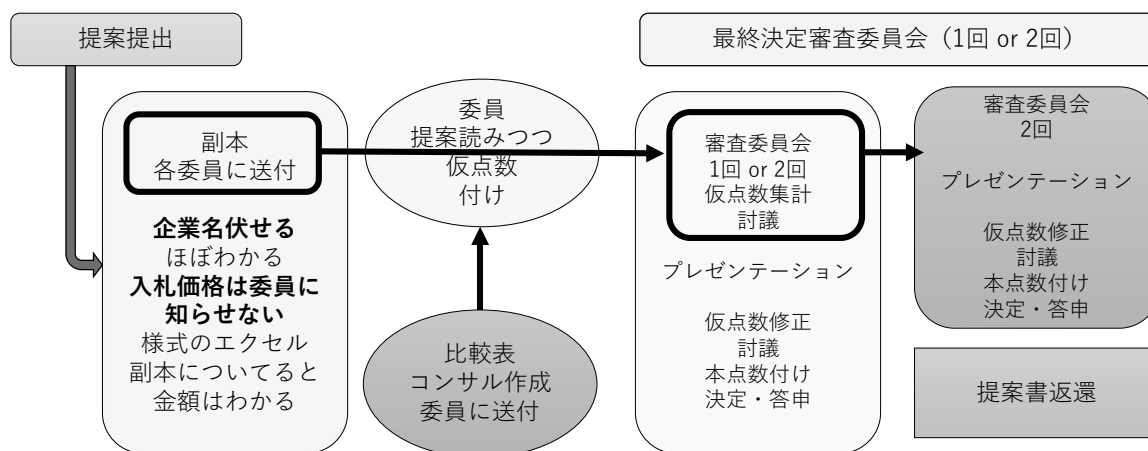 提案提出
最終決定審査委員会（1回 or 2回）
副本
各委員に送付
企業名伏せる
ほぼわかる
入札価格は委員に
知らせない
様式のエクセル
副本についてると
金額はわかる
委員
提案読みつつ
仮点数
付け
比較表
コンサル作成
委員に送付
審査委員会
1回 or 2回
仮点数集計
討議
プレゼンテーション
仮点数修正
討議
本点数付け
決定・答申
審査委員会
2回
プレゼンテーション
仮点数修正
討議
本点数付け
決定・答申
提案書返還